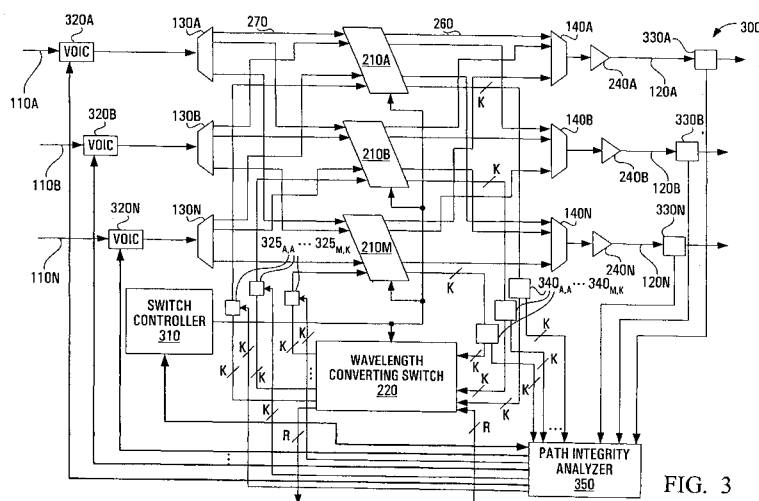 320A 130A 270 260 140A 330A 300
VOIC 210A
110A K 240A 120A
320B 130B 140B 330B
VOIC 210B
110B K 240B 120B
320N 130N 140N 330N
VOIC 325A,A ... 325M,K 210M
110N K 340A,A ... 340M,K 240N 120N
SWITCH CONTROLLER 310
K K K K K K K K K
WAVELENGTH CONVERTING SWITCH 220
K K
R R
...
PATH INTEGRITY ANALYZER 350
FIG. 3